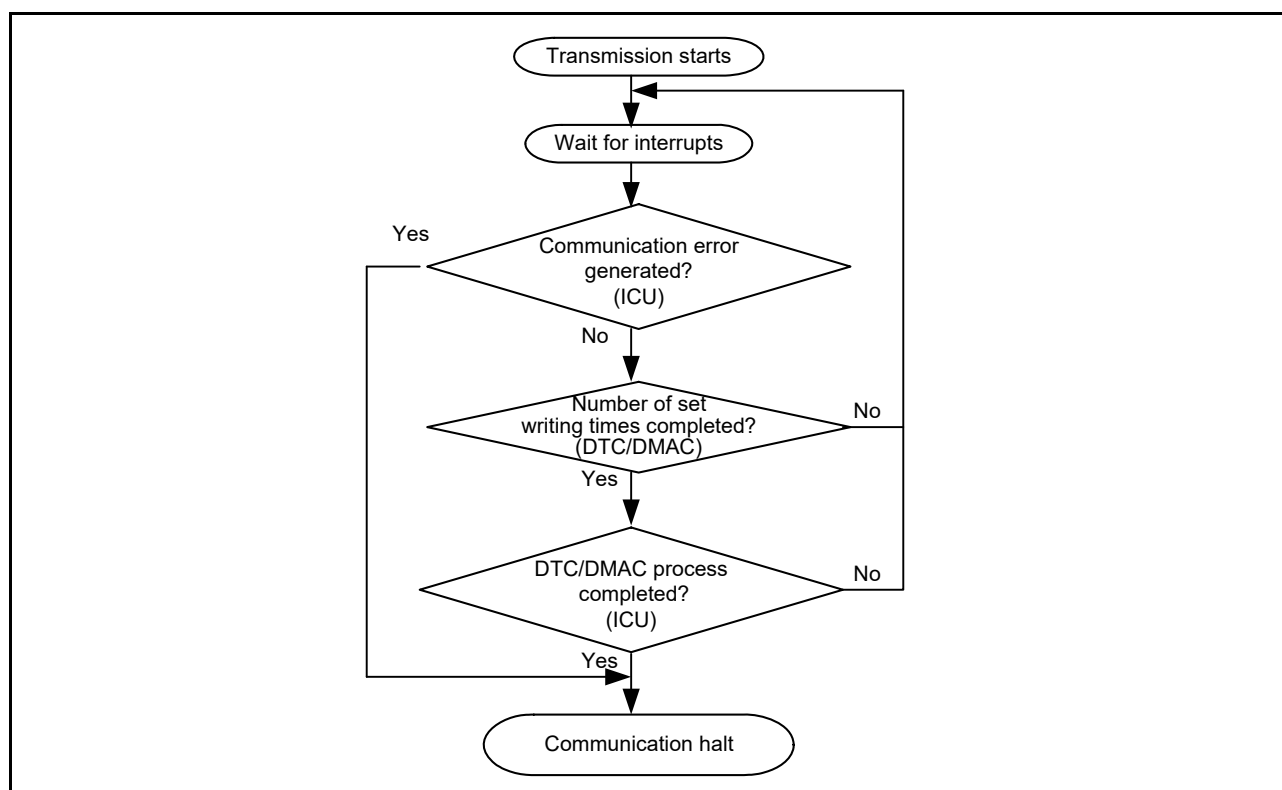 Transmission starts
Wait for interrupts
Yes
Communication error
generated?
(ICU)
No
Number of set
writing times completed?
(DTC/DMAC)
No
Yes
DTC/DMAC process
completed?
(ICU)
No
Yes
Communication halt